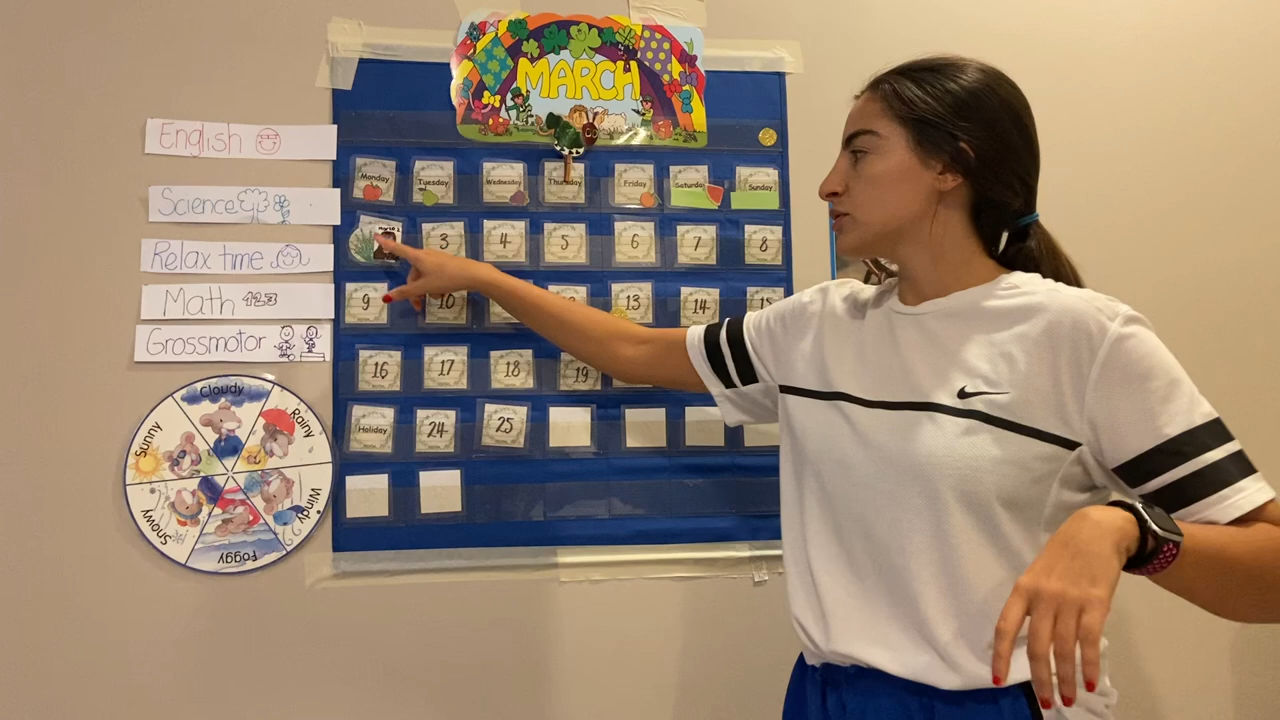 MARCH
English
Science
Relax time
Math 123
Grossmotor
Monday Tuesday Wednesday Thursday Friday Saturday Sunday
3 4 5 6 7 8
9 10 13 14 15
16 17 18 19
Holiday 24 25
Cloudy
Rainy
Windy
Foggy
Snowy
Sunny